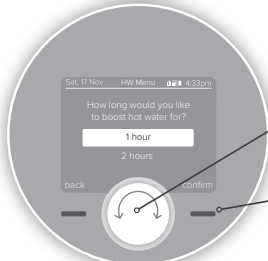 Sat, 17 Nov HW Menu 4:33pm
How long would you like
to boost hot water for?
1 hour
2 hours
back confirm